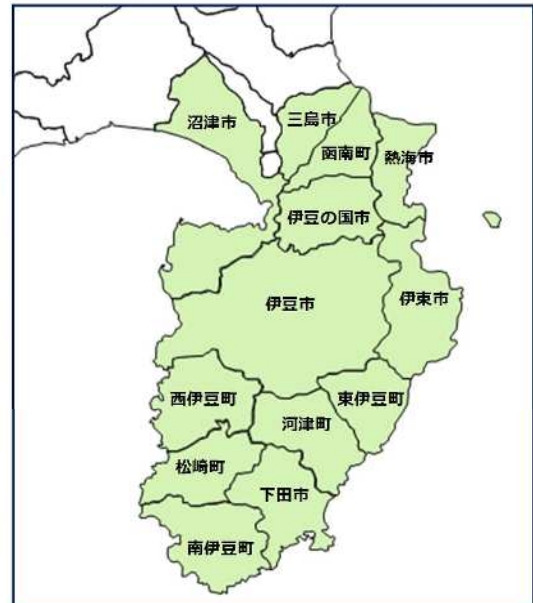 沼津市
三島市
函南町
熱海市
伊豆の国市
伊豆市
伊東市
西伊豆町
東伊豆町
河津町
松崎町
下田市
南伊豆町